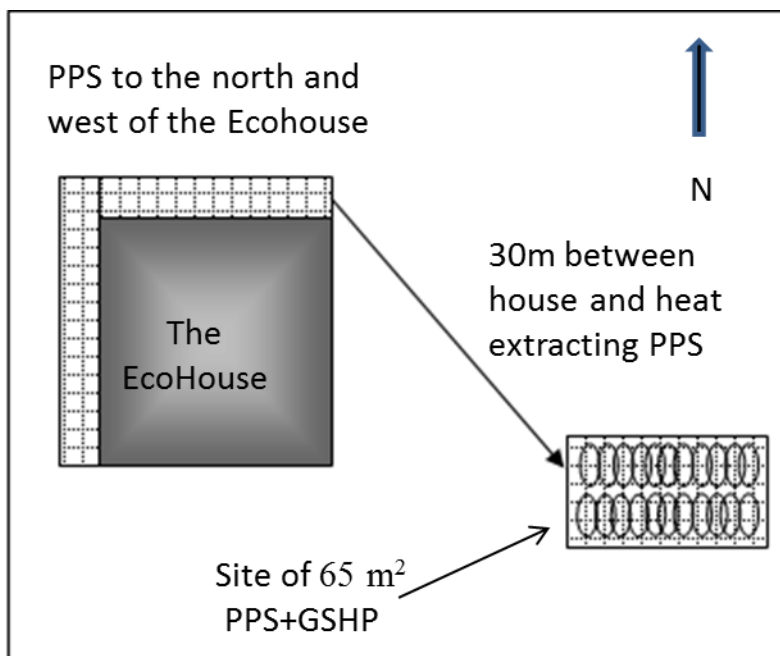 PPS to the north and
west of the Ecohouse
N
30m between
house and heat
extracting PPS
The
EcoHouse
Site of 65 m²
PPS+GSHP